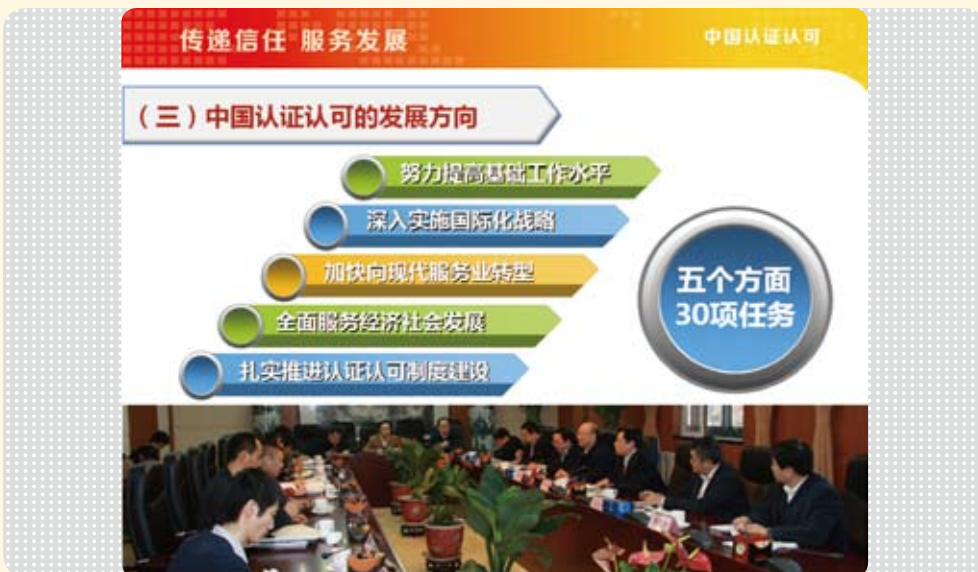 传递信任 服务发展
中国认证认可
（三）中国认证认可的发展方向
努力提高基础工作水平
深入实施国际化战略
加快向现代服务业转型
全面服务经济社会发展
扎实推进认证认可制度建设
五个方面
30项任务